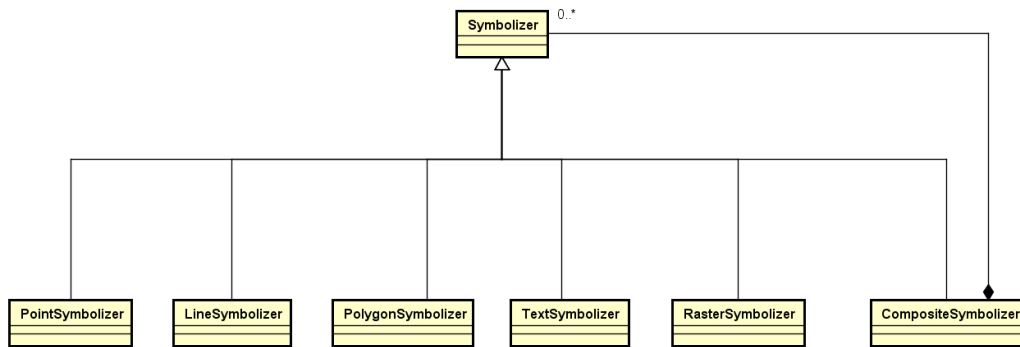 Symbolizer
0..*
PointSymbolizer
LineSymbolizer
PolygonSymbolizer
TextSymbolizer
RasterSymbolizer
CompositeSymbolizer